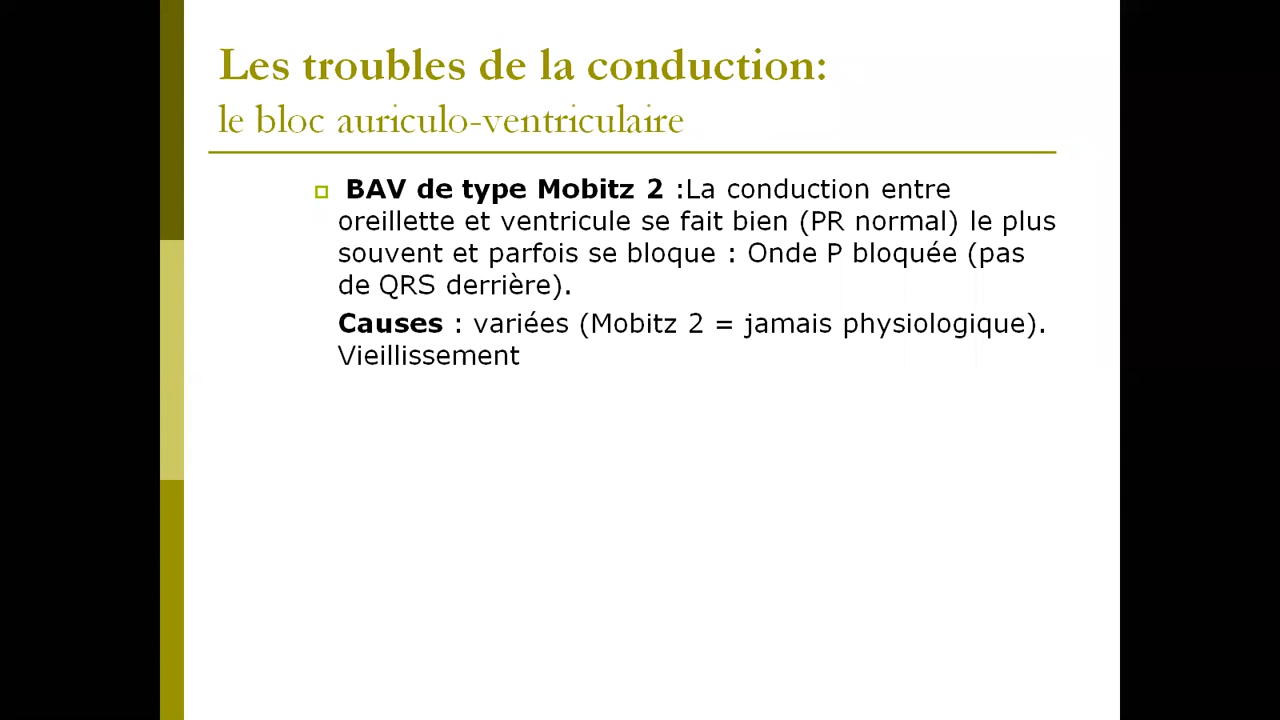 Les troubles de la conduction:
le bloc auriculo-ventriculaire
BAV de type Mobitz 2 :La conduction entre
oreillette et ventricule se fait bien (PR normal) le plus
souvent et parfois se bloque : Onde P bloquée (pas
de QRS derrière).
Causes : variées (Mobitz 2 = jamais physiologique).
Vieillissement